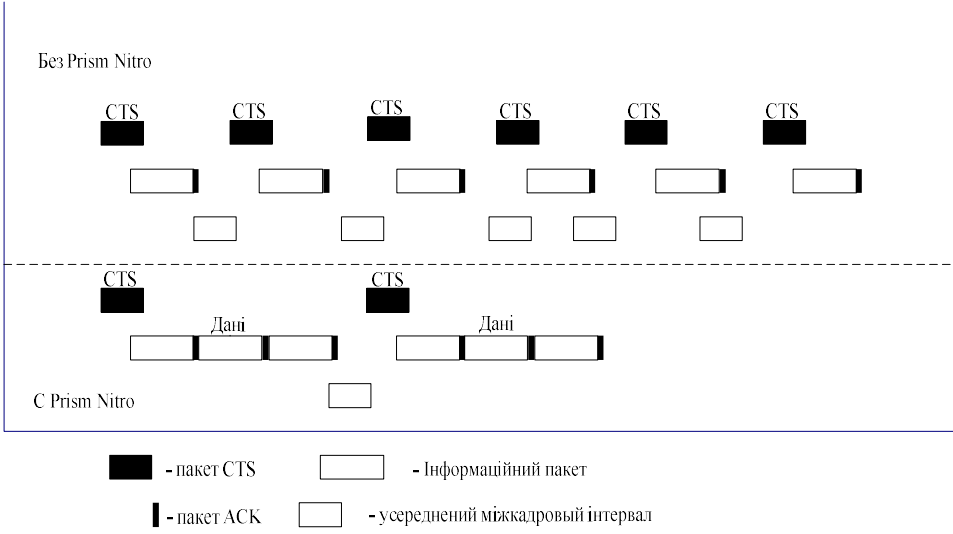 Без Prism Nitro
CTS CTS CTS CTS CTS CTS
CTS CTS
Дані Дані
С Prism Nitro
- пакет CTS - Інформаційний пакет
- пакет ACK - усереднений міжкадровый інтервал